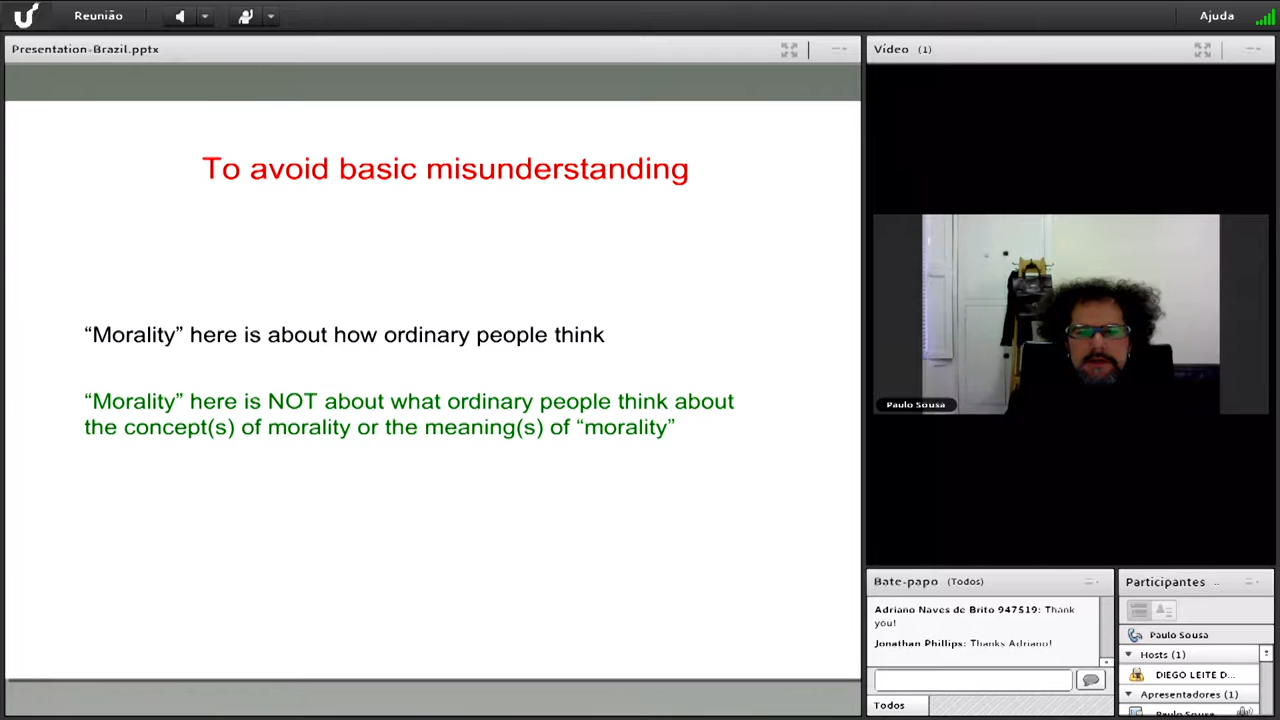 Reunião
Ajuda
Presentation-Brazil.pptx
To avoid basic misunderstanding
“Morality” here is about how ordinary people think
“Morality” here is NOT about what ordinary people think about
the concept(s) of morality or the meaning(s) of “morality”
Vídeo (1)
Paulo Sousa
Bate-papo (Todos)
Adriano Naves de Brito 947519: Thank
you!
Jonathan Phillips: Thanks Adriano!
Todos
Participantes ..
Paulo Sousa
Hosts (1)
DIEGO LEITE D...
Apresentadores (1)
Paulo Sousa